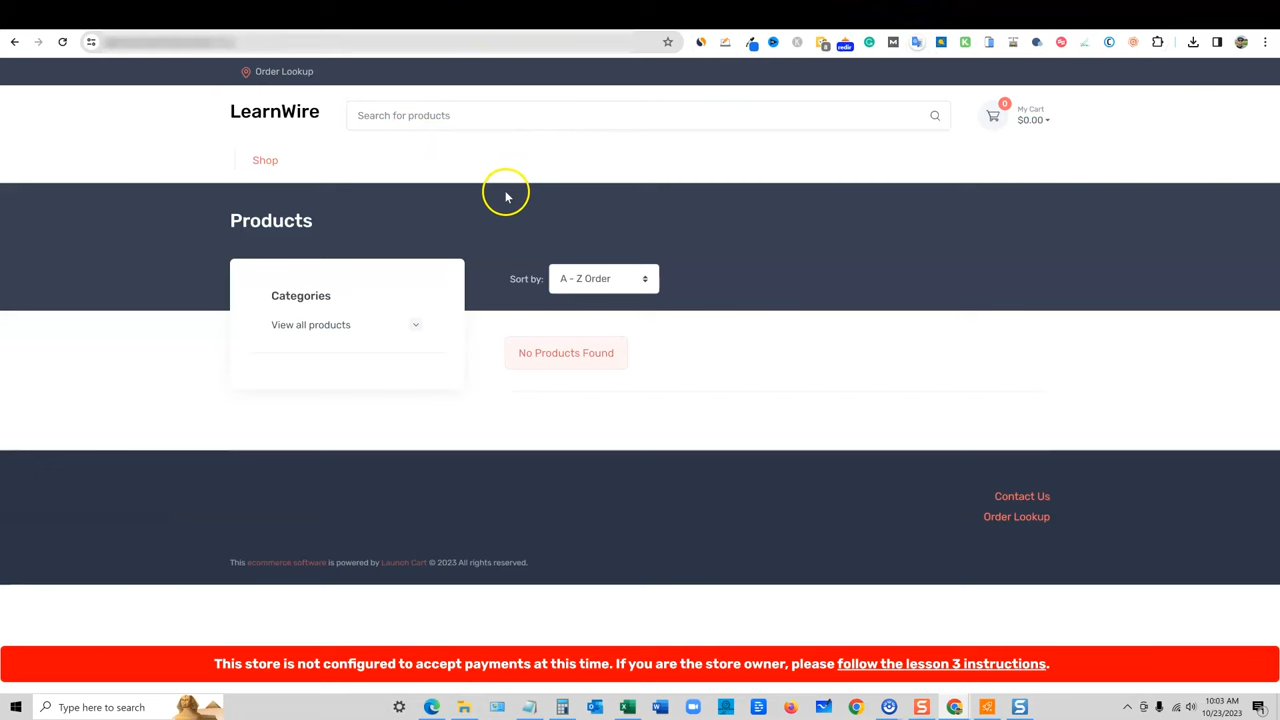 Order Lookup
LearnWire
Search for products
0
My Cart
$0.00
Shop
Products
Sort by:
A - Z Order
Categories
View all products
No Products Found
Contact Us
Order Lookup
This ecommerce software is powered by Launch Cart © 2023 All rights reserved.
This store is not configured to accept payments at this time. If you are the store owner, please follow the lesson 3 instructions.
Type here to search
10:03 AM
10/23/2023